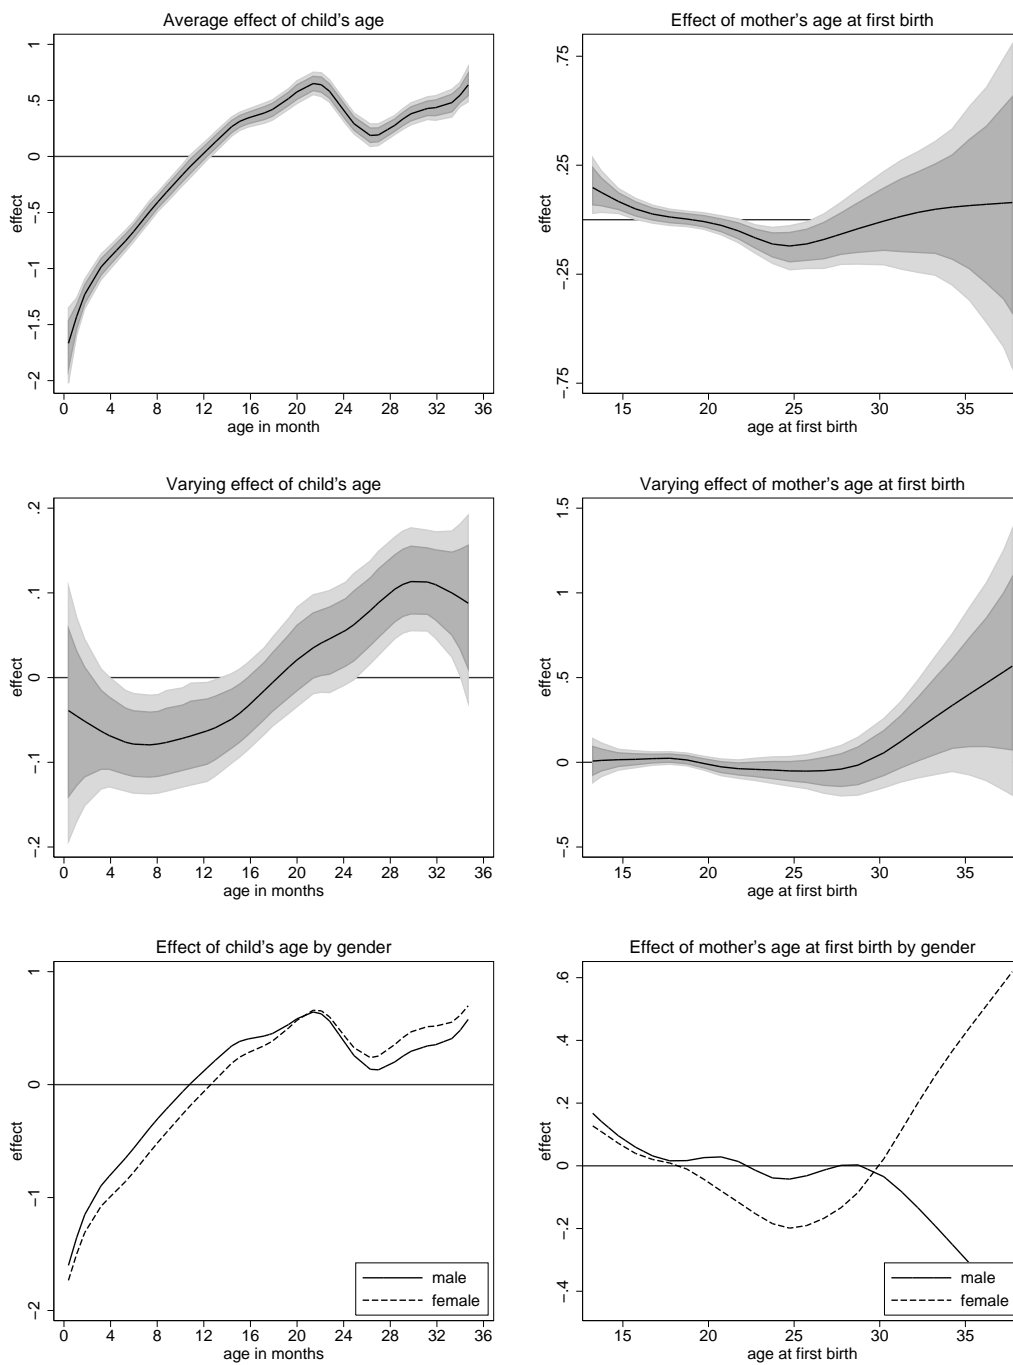 Average effect of child's age
effect
1
.5
0
−.5
−1
−1.5
−2
0 4 8 12 16 20 24 28 32 36
age in month
Effect of mother's age at first birth
effect
.75
.25
−.25
−.75
15 20 25 30 35
age at first birth
Varying effect of child's age
effect
.2
.1
0
−.1
−.2
0 4 8 12 16 20 24 28 32 36
age in months
Varying effect of mother's age at first birth
effect
1.5
1
.5
0
−.5
15 20 25 30 35
age at first birth
Effect of child's age by gender
effect
1
0
−1
−2
male
female
0 4 8 12 16 20 24 28 32 36
age in months
Effect of mother's age at first birth by gender
effect
.6
.4
.2
0
−.2
−.4
male
female
15 20 25 30 35
age at first birth